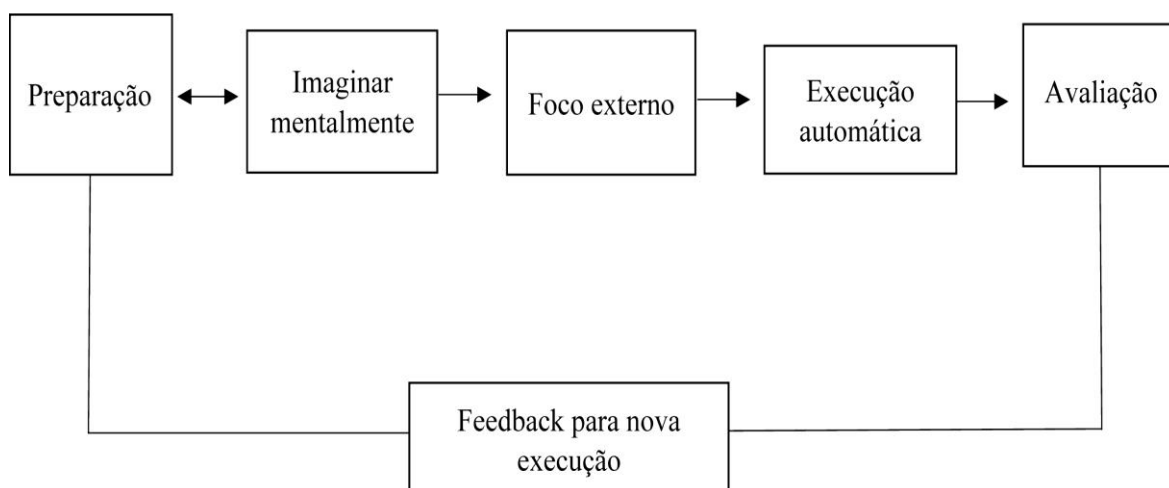 Preparação
Imaginar
mentalmente
Foco externo
Execução
automática
Avaliação
Feedback para nova
execução